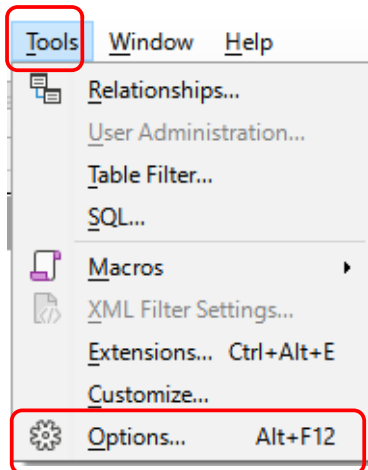 Tools Window Help
Relationships...
User Administration...
Table Filter...
SQL...
Macros
XML Filter Settings...
Extensions... Ctrl+Alt+E
Customize...
Options... Alt+F12